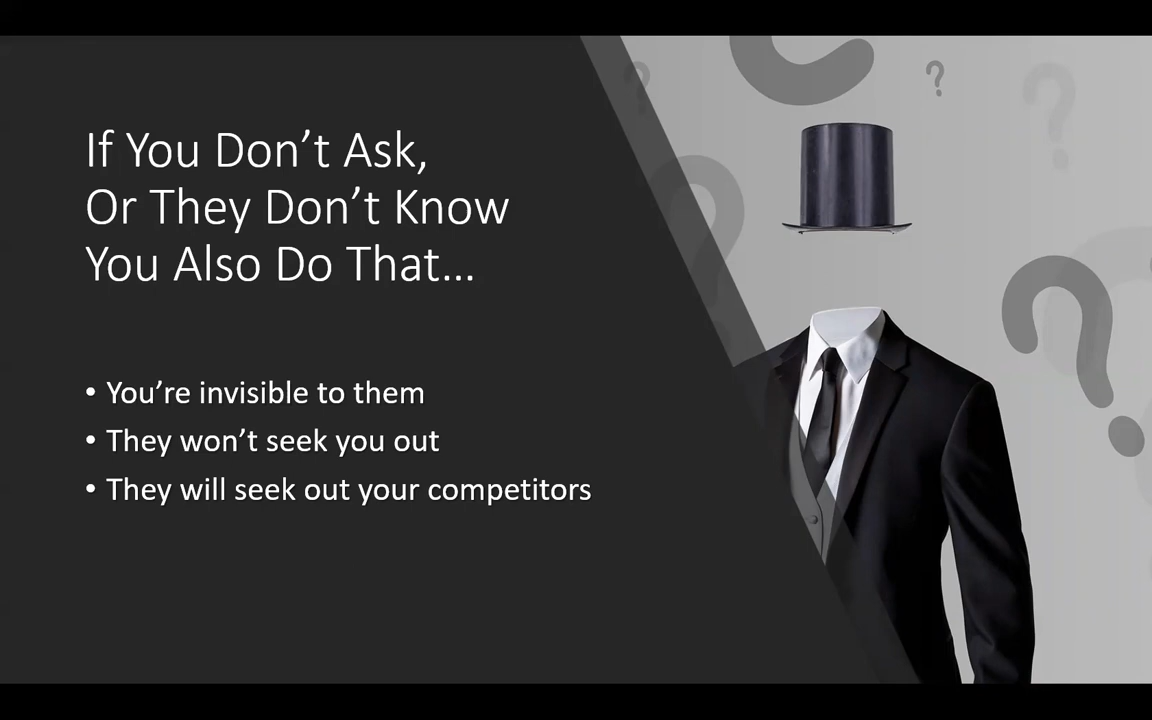 If You Don’t Ask,
Or They Don’t Know
You Also Do That…
• You’re invisible to them
• They won’t seek you out
• They will seek out your competitors